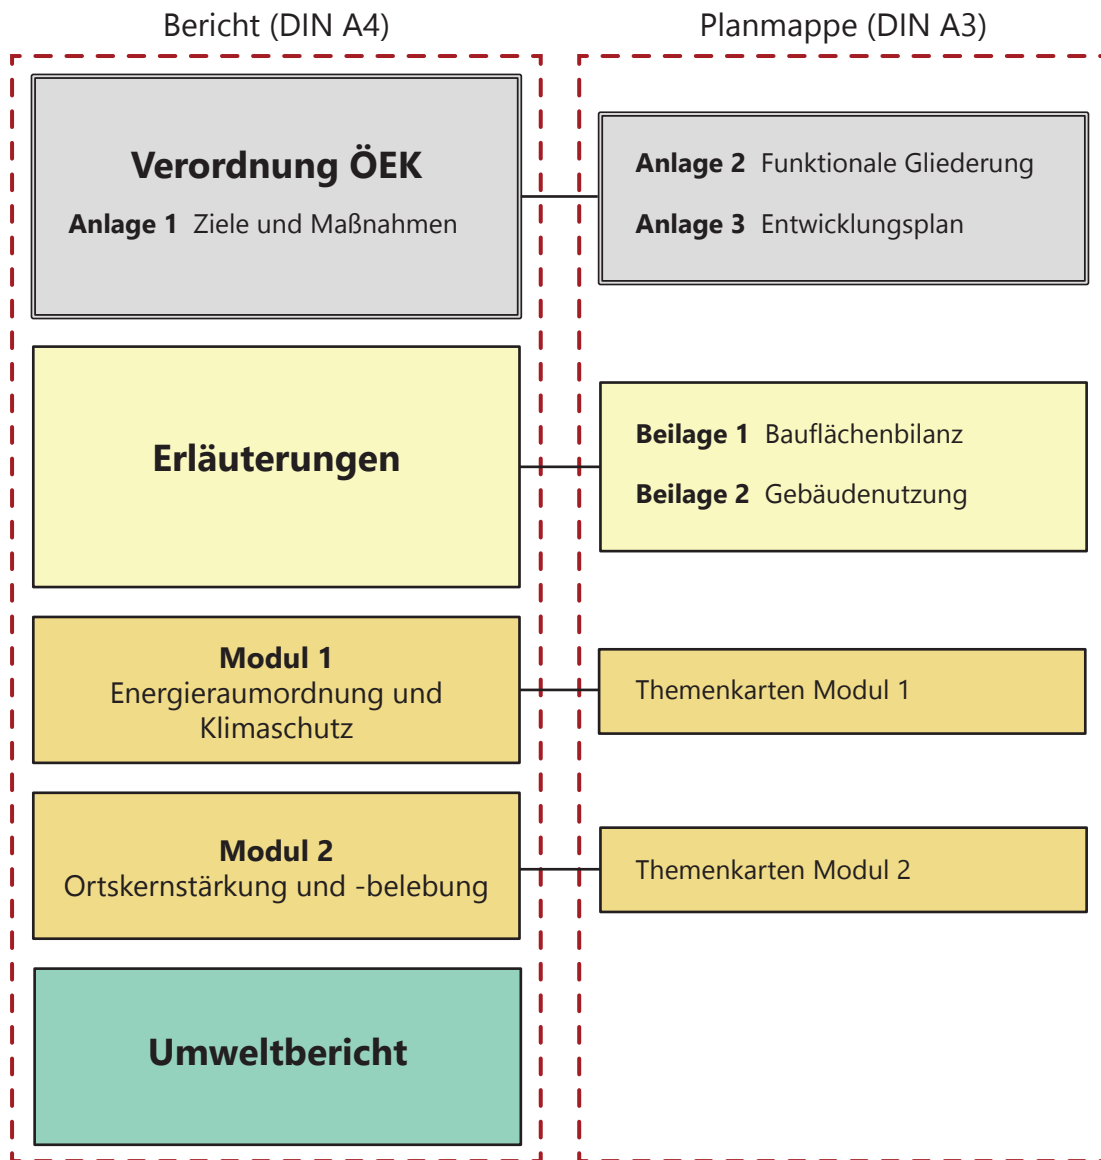 Bericht (DIN A4)
Planmappe (DIN A3)
Verordnung ÖEK
Anlage 1 Ziele und Maßnahmen
Anlage 2 Funktionale Gliederung
Anlage 3 Entwicklungsplan
Erläuterungen
Beilage 1 Bauflächenbilanz
Beilage 2 Gebäudenutzung
Modul 1
Energieraumordnung und
Klimaschutz
Themenkarten Modul 1
Modul 2
Ortskernstärkung und -belebung
Themenkarten Modul 2
Umweltbericht